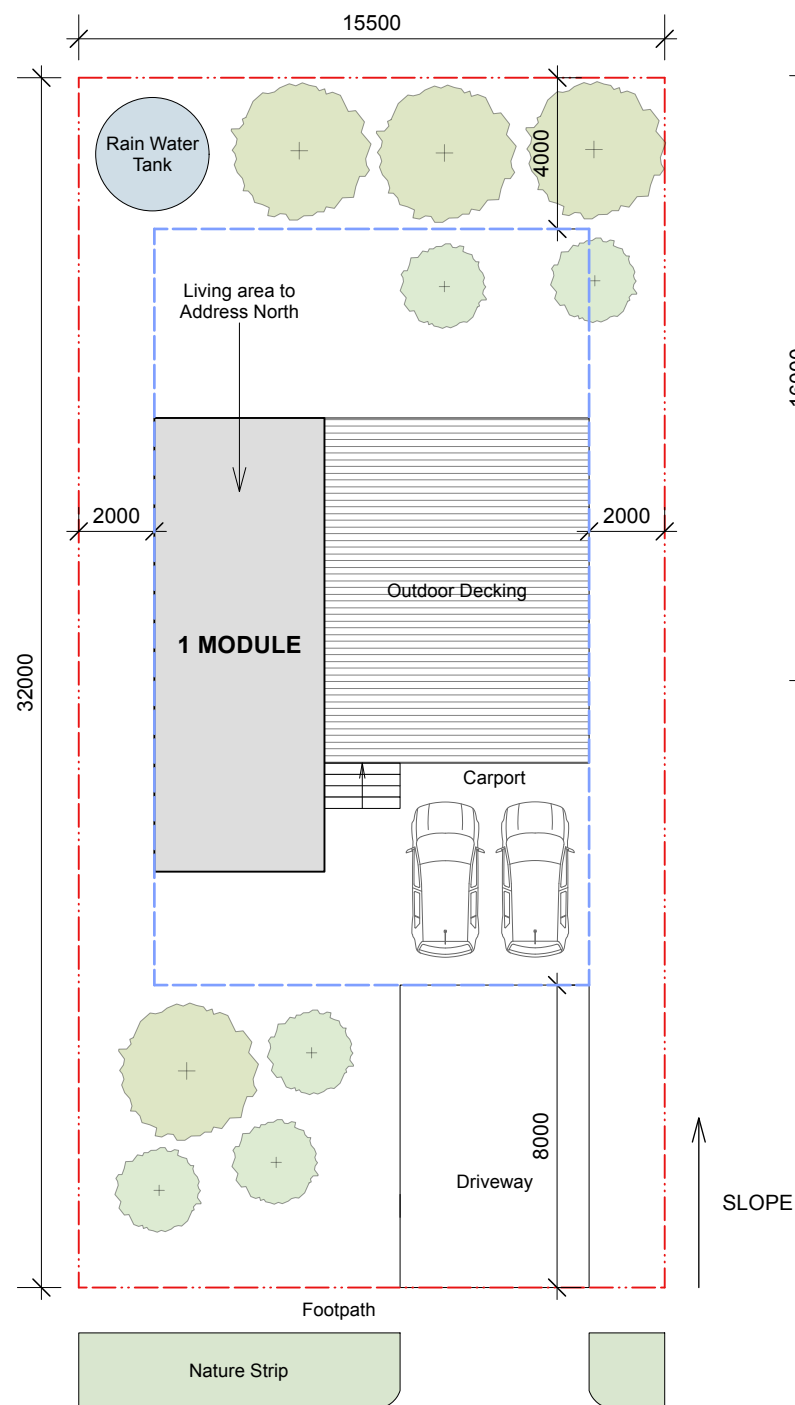 15500
Rain Water
Tank
4000
Living area to
Address North
2000
2000
Outdoor Decking
1 MODULE
32000
Carport
8000
Driveway
SLOPE
Footpath
Nature Strip